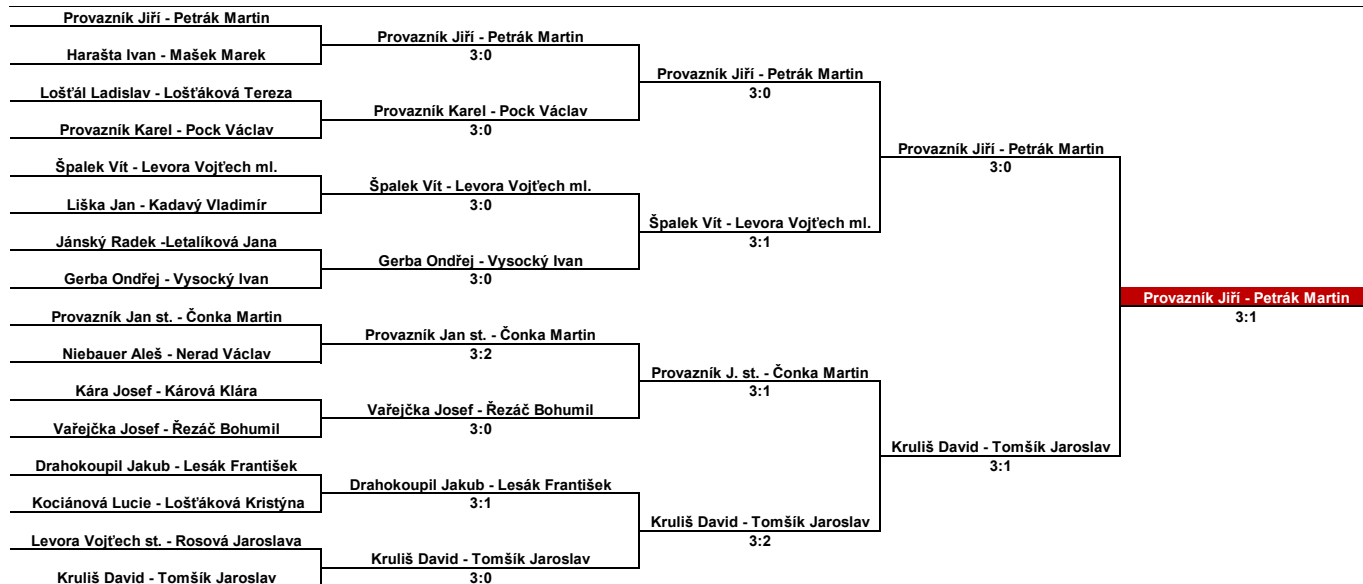 Provazník Jiří - Petrák Martin
Harašta Ivan - Mašek Marek
Lošťál Ladislav - Lošťáková Tereza
Provazník Karel - Pock Václav
Špalek Vít - Levora Vojťech ml.
Liška Jan - Kadavý Vladimír
Jánský Radek -Letalíková Jana
Gerba Ondřej - Vysocký Ivan
Provazník Jan st. - Čonka Martin
Niebauer Aleš - Nerad Václav
Kára Josef - Kárová Klára
Vařejčka Josef - Řezáč Bohumil
Drahokoupil Jakub - Lesák František
Kociánová Lucie - Lošťáková Kristýna
Levora Vojťech st. - Rosová Jaroslava
Kruliš David - Tomšík Jaroslav
Provazník Jiří - Petrák Martin
3:0
Provazník Karel - Pock Václav
3:0
Špalek Vít - Levora Vojťech ml.
3:0
Gerba Ondřej - Vysocký Ivan
3:0
Provazník Jan st. - Čonka Martin
3:2
Vařejčka Josef - Řezáč Bohumil
3:0
Drahokoupil Jakub - Lesák František
3:1
Kruliš David - Tomšík Jaroslav
3:0
Provazník Jiří - Petrák Martin
3:0
Špalek Vít - Levora Vojťech ml.
3:1
Provazník J. st. - Čonka Martin
3:1
Kruliš David - Tomšík Jaroslav
3:2
Provazník Jiří - Petrák Martin
3:0
Kruliš David - Tomšík Jaroslav
3:1
Provazník Jiří - Petrák Martin
3:1